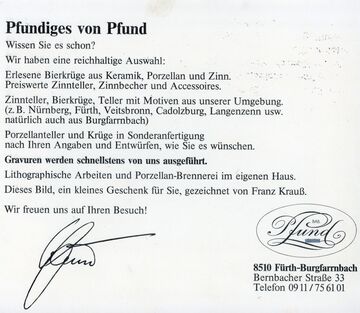 Pfundiges von Pfund
Wissen Sie es schon?
Wir haben eine reichhaltige Auswahl:
Erlesene Bierkrüge aus Keramik, Porzellan und Zinn.
Preiswerte Zinnteller, Zinnbecher und Accessoires.
Zinnteller, Bierkrüge, Teller mit Motiven aus unserer Umgebung.
(z. B. Nürnberg, Fürth, Veitsbronn, Cadolzburg, Langenzenn usw.
natürlich auch aus Burgfarrnbach)
Porzellanteller und Krüge in Sonderanfertigung
nach Ihren Angaben und Entwürfen, wie Sie es wünschen.
Gravuren werden schnellstens von uns ausgeführt.
Lithographische Arbeiten und Porzellan-Brennerei im eigenen Haus.
Dieses Bild, ein kleines Geschenk für Sie, gezeichnet von Franz Krauß.
Wir freuen uns auf Ihren Besuch!
Pfund
8510 Fürth-Burgfarrnbach
Bernbacher Straße 33
Telefon 09 11 / 75 61 01